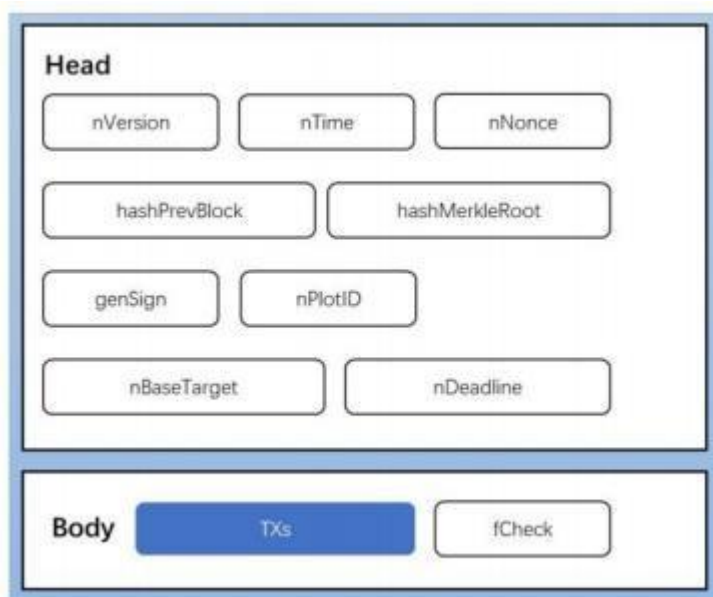 Head
nVersion nTime nNonce
hashPrevBlock hashMerkleRoot
genSign nPlotID
nBaseTarget nDeadline
Body TXs fCheck